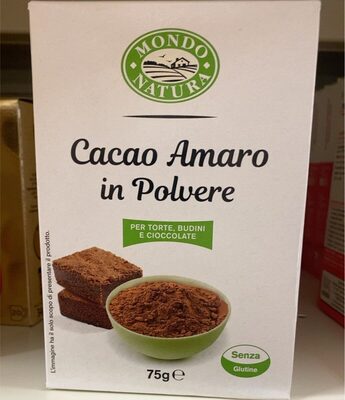 MONDO
NATURA
Cacao Amaro
in Polvere
PER TORTE, BUDINI
E CIOCCOLATE
L'immagine ha il solo scopo di presentare il prodotto.
Senza
Glutine
75g e